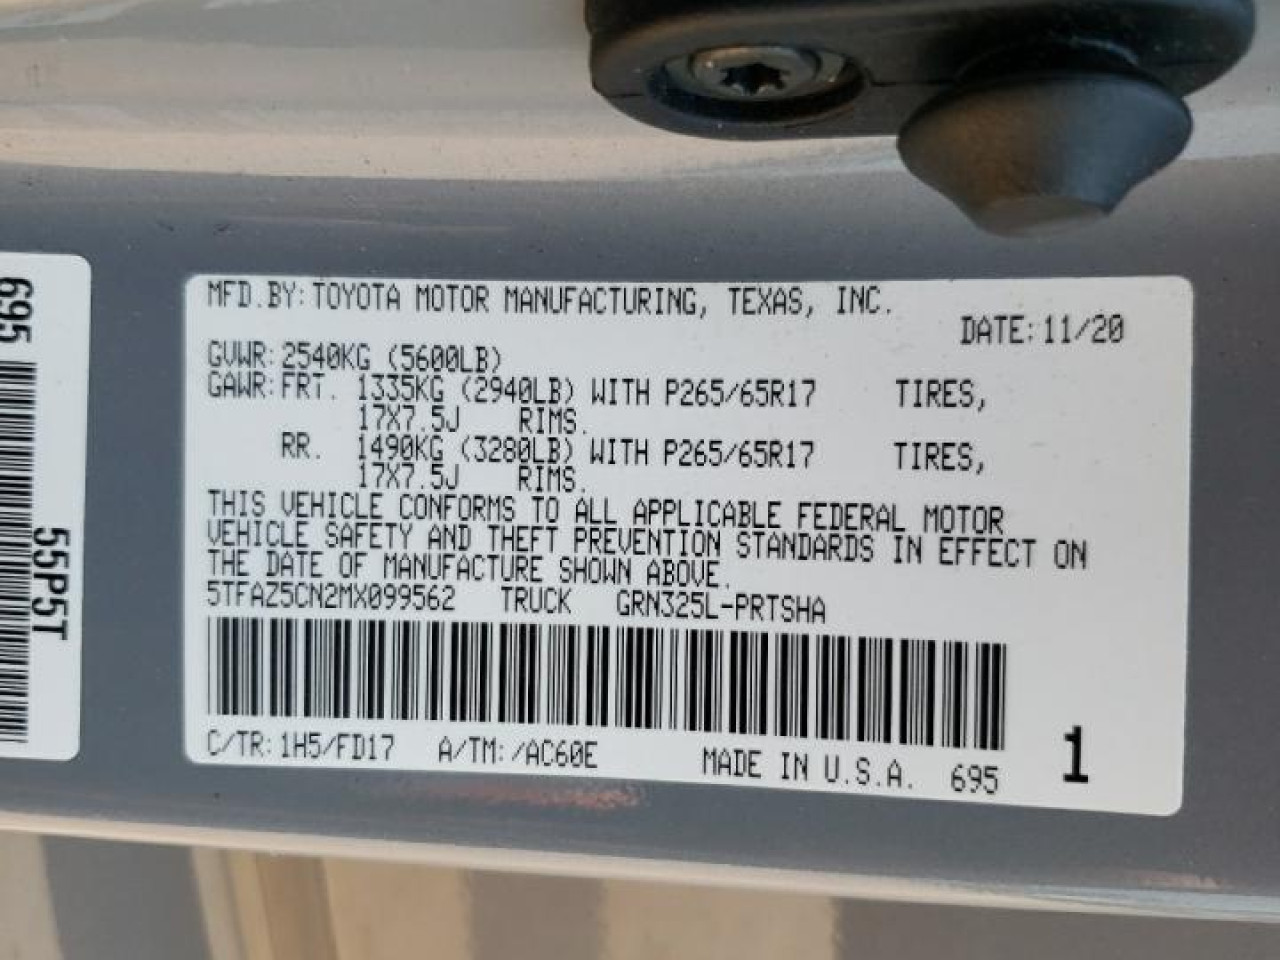 MFD.BY:TOYOTA MOTOR MANUFACTURING, TEXAS, INC.
DATE:11/20
GVWR:2540KG (5600LB)
GAWR:FRT. 1335KG (2940LB) WITH P265/65R17 TIRES,
17X7.5J RIMS.
RR. 1490KG (3280LB) WITH P265/65R17 TIRES,
17X7.5J RIMS.
THIS VEHICLE CONFORMS TO ALL APPLICABLE FEDERAL MOTOR
VEHICLE SAFETY AND THEFT PREVENTION STANDARDS IN EFFECT ON
THE DATE OF MANUFACTURE SHOWN ABOVE.
5TFAZ5CN2MX099562 TRUCK GRN325L-PRTSHA
C/TR:1H5/FD17 A/TM:/AC60E MADE IN U.S.A. 695 1
695
55P5T